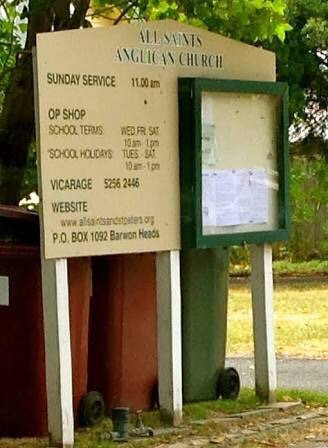 ALL SAINTS
ANGLICAN CHURCH
SUNDAY SERVICE 11.00 am
OP SHOP
SCHOOL TERMS: WED. FRI. SAT.
10 am - 1 pm
*SCHOOL HOLIDAYS: TUES - SAT.
10 am - 1 pm
VICARAGE 5256 2446
WEBSITE
www.allsaintsandstpeters.org
P.O. BOX 1092 Barwon Heads